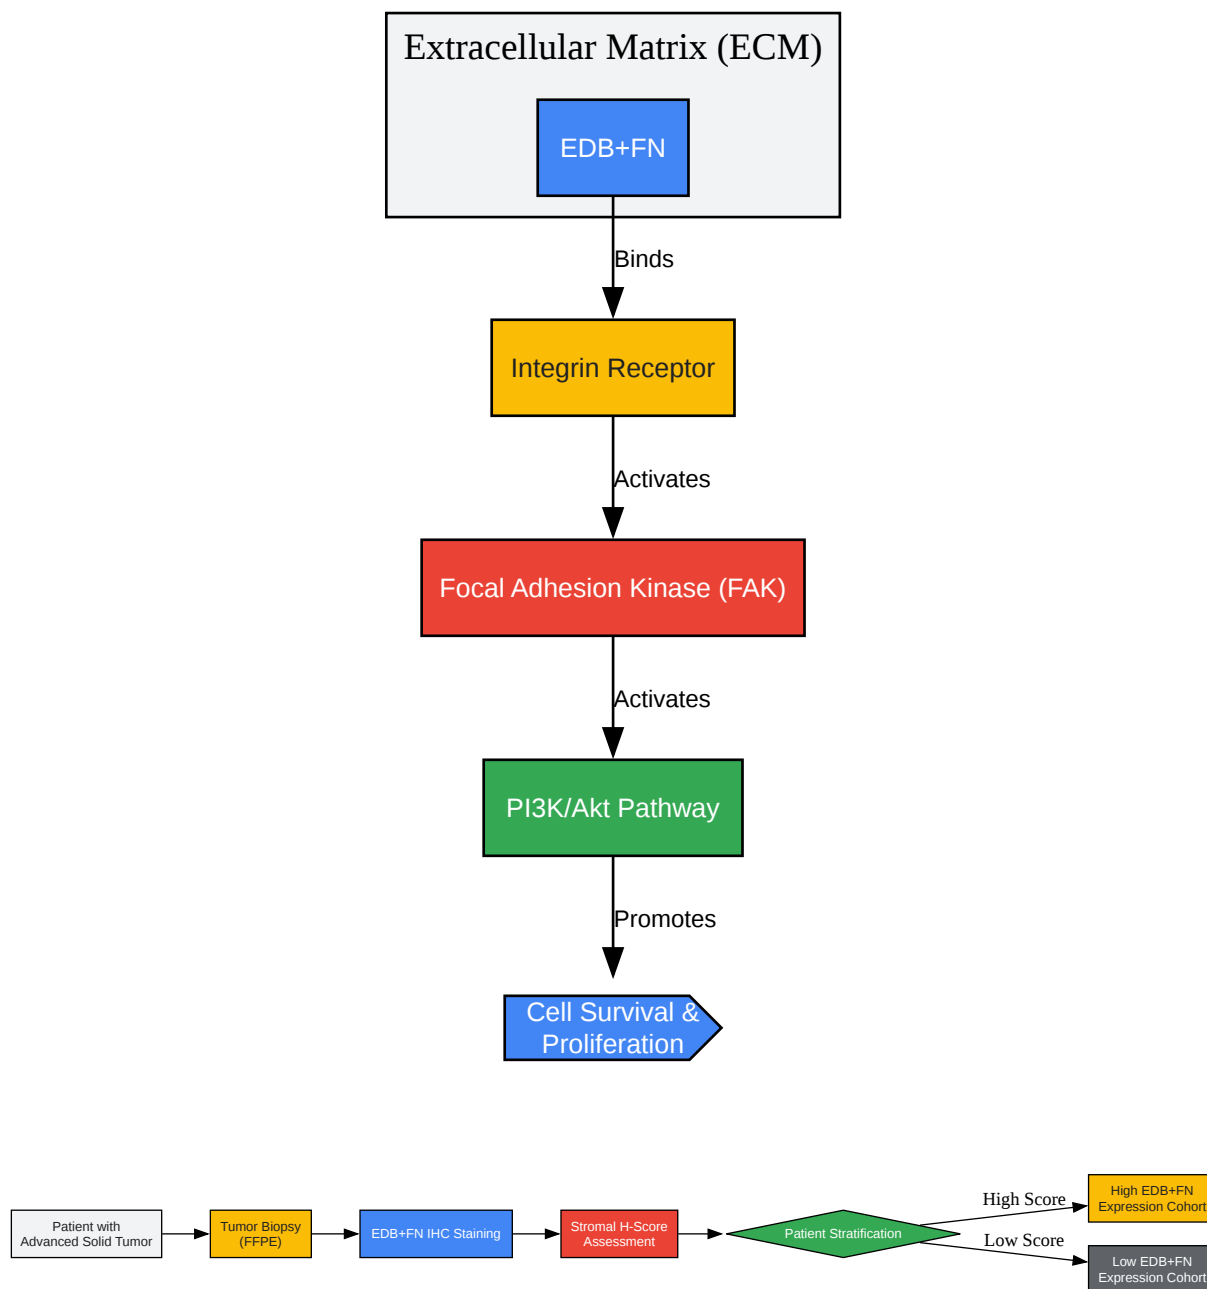 Extracellular Matrix (ECM)
EDB+FN
Binds
Integrin Receptor
Activates
Focal Adhesion Kinase (FAK)
Activates
PI3K/Akt Pathway
Promotes
Cell Survival &
Proliferation
Patient with
Advanced Solid Tumor
Tumor Biopsy
(FFPE)
EDB+FN IHC Staining
Stromal H-Score
Assessment
Patient Stratification
High Score
Low Score
High EDB+FN
Expression Cohort
Low EDB+FN
Expression Cohort